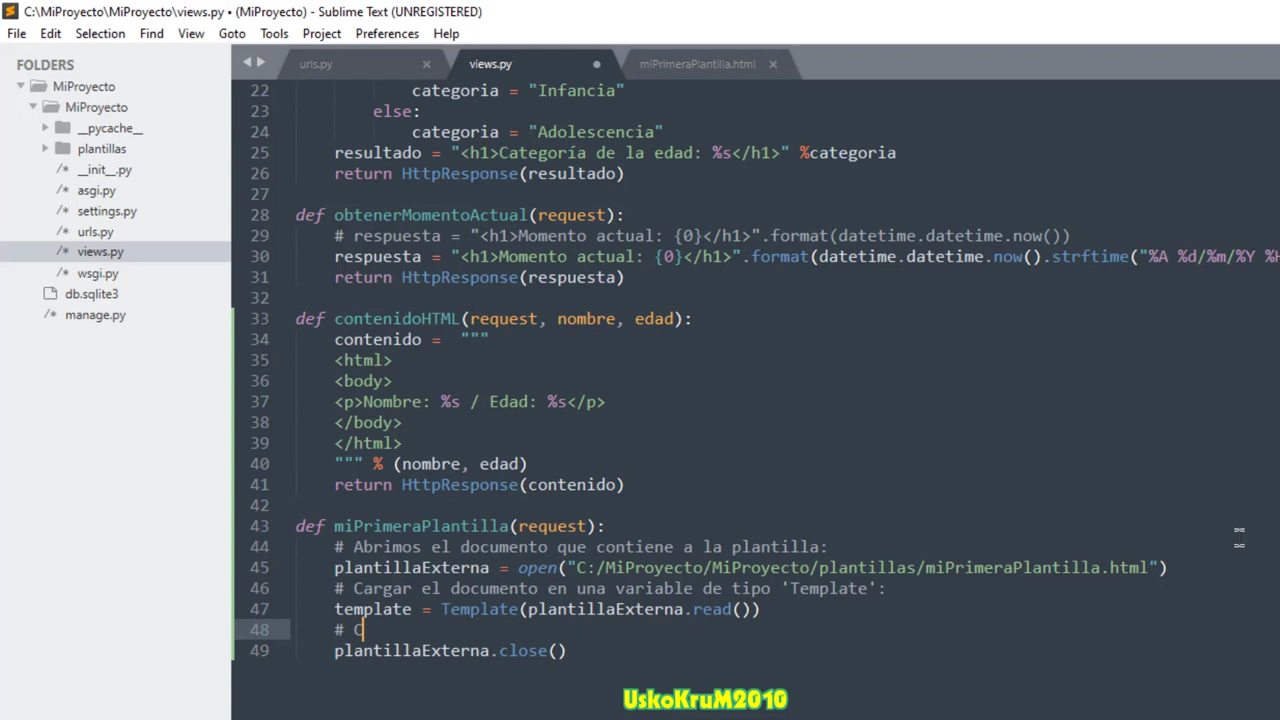 C:\MiProyecto\MiProyecto\views.py • (MiProyecto) - Sublime Text (UNREGISTERED)
File Edit Selection Find View Goto Tools Project Preferences Help
FOLDERS
MiProyecto
MiProyecto
__pycache__
plantillas
__init__.py
asgi.py
settings.py
urls.py
views.py
wsgi.py
db.sqlite3
manage.py
urls.py views.py miPrimeraPlantilla.html
22 categoria = "Infancia"
23 else:
24 categoria = "Adolescencia"
25 resultado = "<h1>Categoría de la edad: %s</h1>" %categoria
26 return HttpResponse(resultado)
27
28 def obtenerMomentoActual(request):
29 # respuesta = "<h1>Momento actual: {0}</h1>".format(datetime.datetime.now())
30 respuesta = "<h1>Momento actual: {0}</h1>".format(datetime.datetime.now().strftime("%A %d/%m/%Y %H
31 return HttpResponse(respuesta)
32
33 def contenidoHTML(request, nombre, edad):
34 contenido = """
35 <html>
36 <body>
37 <p>Nombre: %s / Edad: %s</p>
38 </body>
39 </html>
40 """ % (nombre, edad)
41 return HttpResponse(contenido)
42
43 def miPrimeraPlantilla(request):
44 # Abrimos el documento que contiene a la plantilla:
45 plantillaExterna = open("C:/MiProyecto/MiProyecto/plantillas/miPrimeraPlantilla.html")
46 # Cargar el documento en una variable de tipo 'Template':
47 template = Template(plantillaExterna.read())
48 # C
49 plantillaExterna.close()
UskoKruM2010